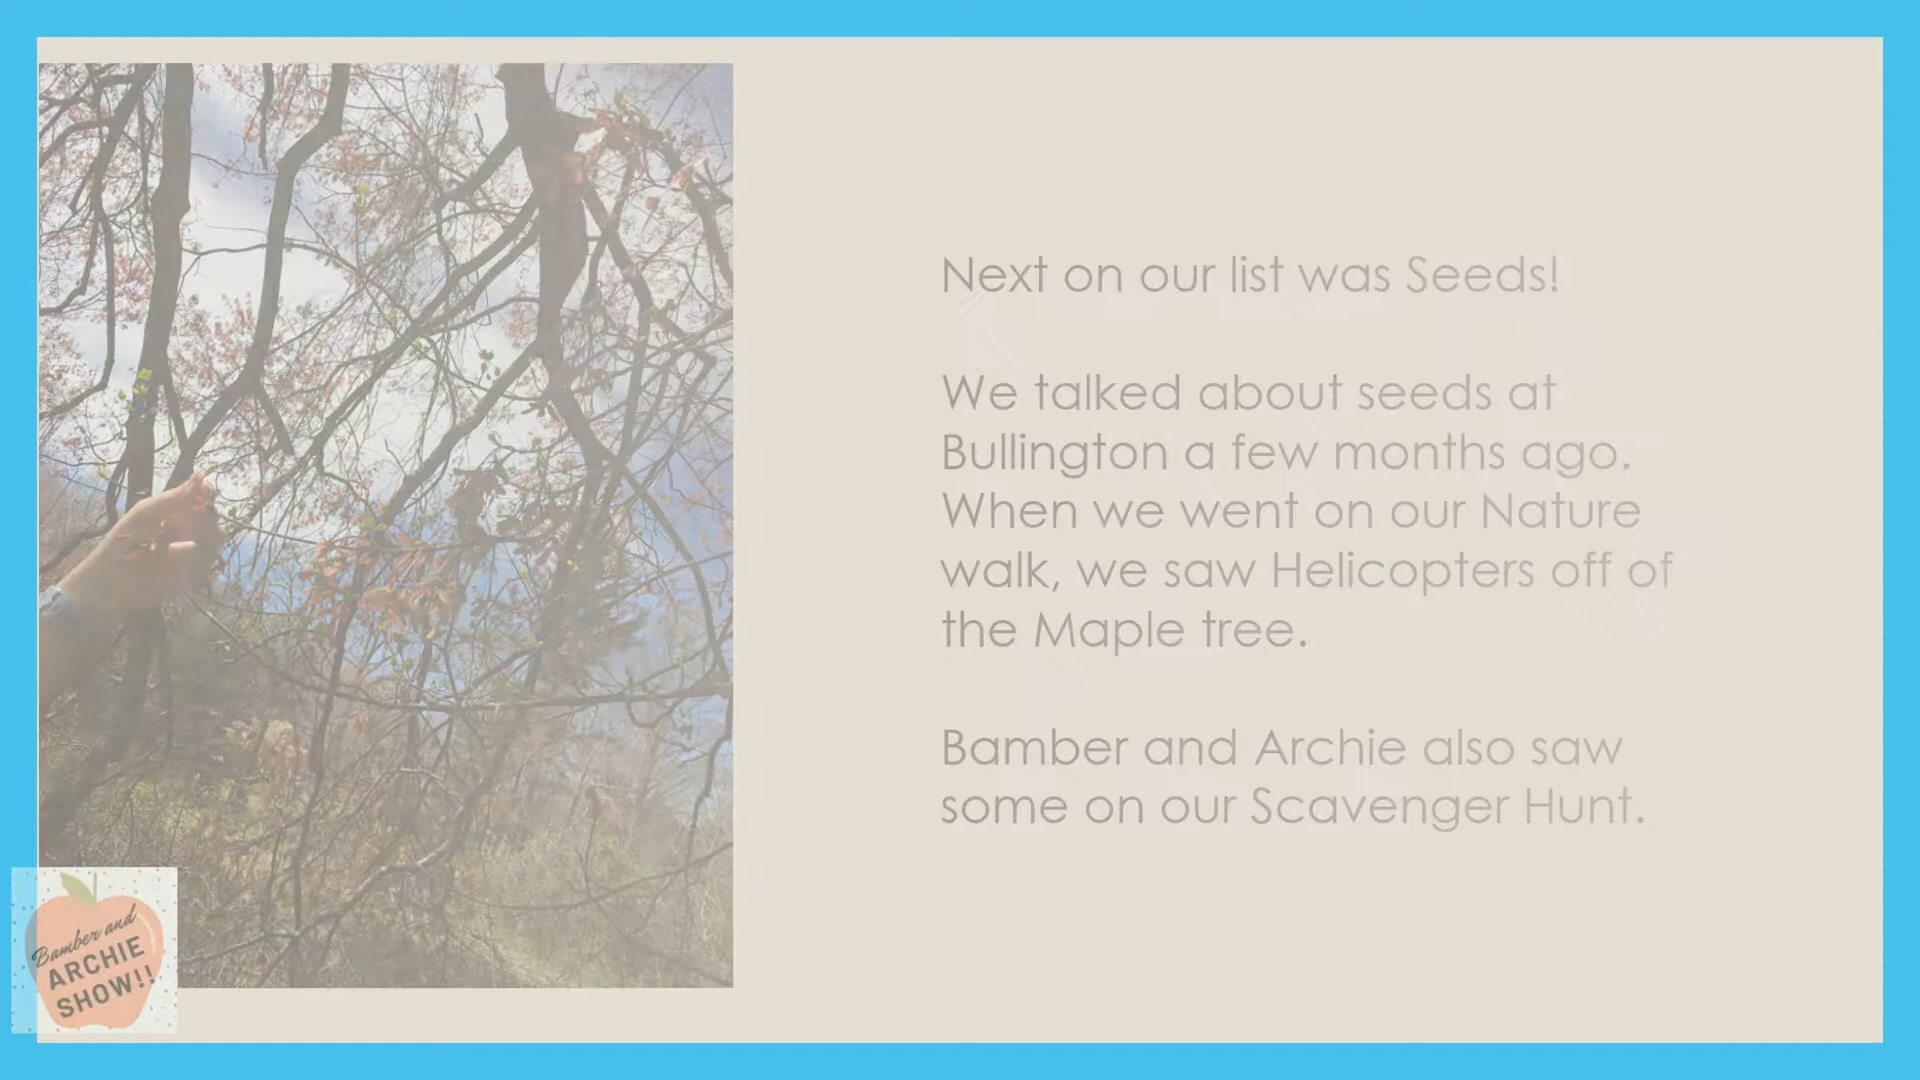 Next on our list was Seeds!
We talked about seeds at
Bullington a few months ago.
When we went on our Nature
walk, we saw Helicopters off of
the Maple tree.
Bamber and Archie also saw
some on our Scavenger Hunt.
Bamber and
ARCHIE
SHOW!!